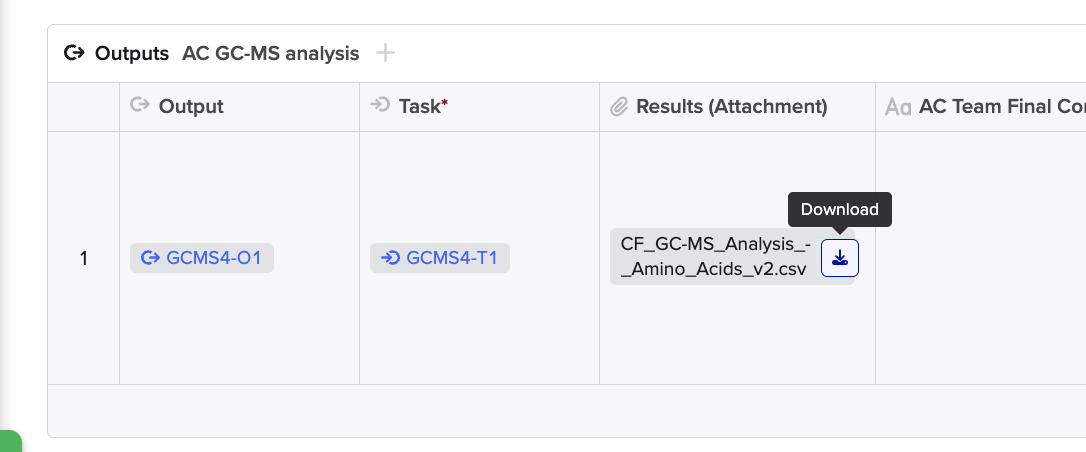 Outputs AC GC-MS analysis
Output Task* Results (Attachment) Aa AC Team Final Co
Download
1 GCMS4-O1 GCMS4-T1 CF_GC-MS_Analysis_-
_Amino_Acids_v2.csv